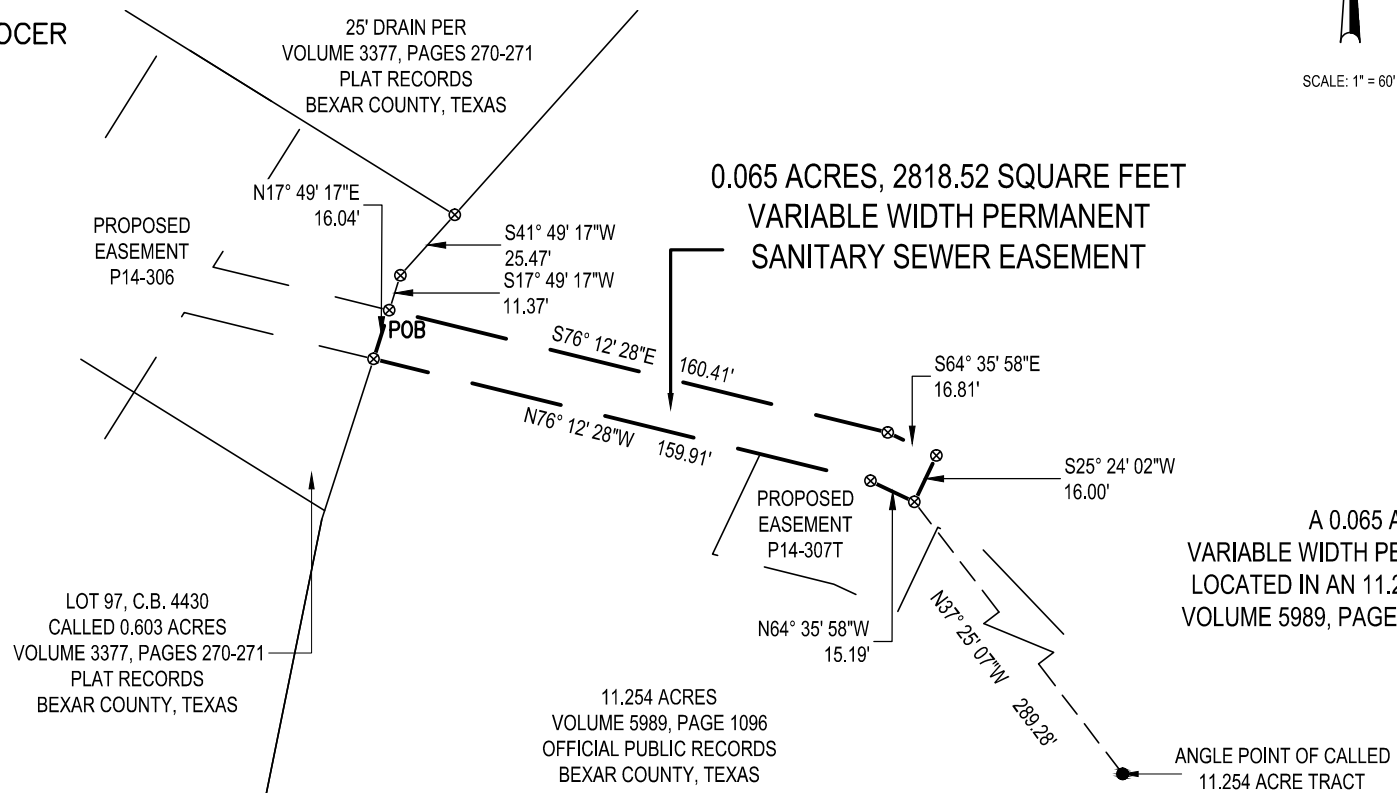 OCER
25' DRAIN PER
VOLUME 3377, PAGES 270-271
PLAT RECORDS
BEXAR COUNTY, TEXAS
SCALE: 1" = 60'
0.065 ACRES, 2818.52 SQUARE FEET
VARIABLE WIDTH PERMANENT
SANITARY SEWER EASEMENT
N17° 49' 17"E
16.04'
PROPOSED
EASEMENT
P14-306
S41° 49' 17"W
25.47'
S17° 49' 17"W
11.37'
POB
S76° 12' 28"E 160.41'
N76° 12' 28"W 159.91'
S64° 35' 58"E
16.81'
S25° 24' 02"W
16.00'
PROPOSED
EASEMENT
P14-307T
A 0.065 A
VARIABLE WIDTH PE
LOCATED IN AN 11.2
VOLUME 5989, PAGE
N64° 35' 58"W
15.19'
N37° 25' 07"W 289.28'
LOT 97, C.B. 4430
CALLED 0.603 ACRES
VOLUME 3377, PAGES 270-271
PLAT RECORDS
BEXAR COUNTY, TEXAS
11.254 ACRES
VOLUME 5989, PAGE 1096
OFFICIAL PUBLIC RECORDS
BEXAR COUNTY, TEXAS
ANGLE POINT OF CALLED
11.254 ACRE TRACT